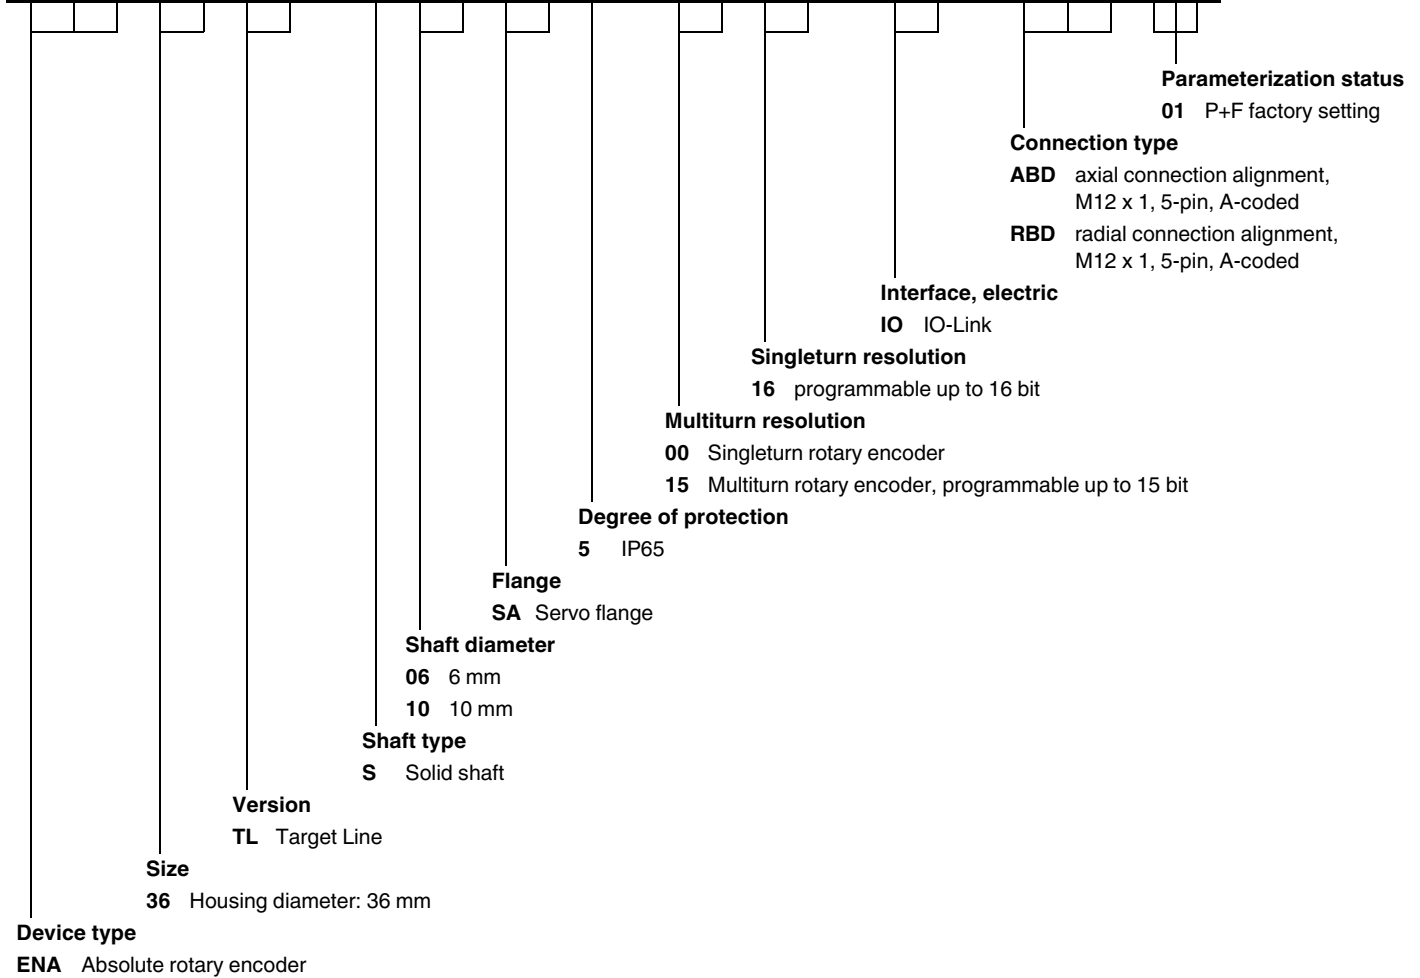 Parameterization status
01 P+F factory setting
Connection type
ABD axial connection alignment,
M12 x 1, 5-pin, A-coded
RBD radial connection alignment,
M12 x 1, 5-pin, A-coded
Interface, electric
IO IO-Link
Singleturn resolution
16 programmable up to 16 bit
Multiturn resolution
00 Singleturn rotary encoder
15 Multiturn rotary encoder, programmable up to 15 bit
Degree of protection
5 IP65
Flange
SA Servo flange
Shaft diameter
06 6 mm
10 10 mm
Shaft type
S Solid shaft
Version
TL Target Line
Size
36 Housing diameter: 36 mm
Device type
ENA Absolute rotary encoder